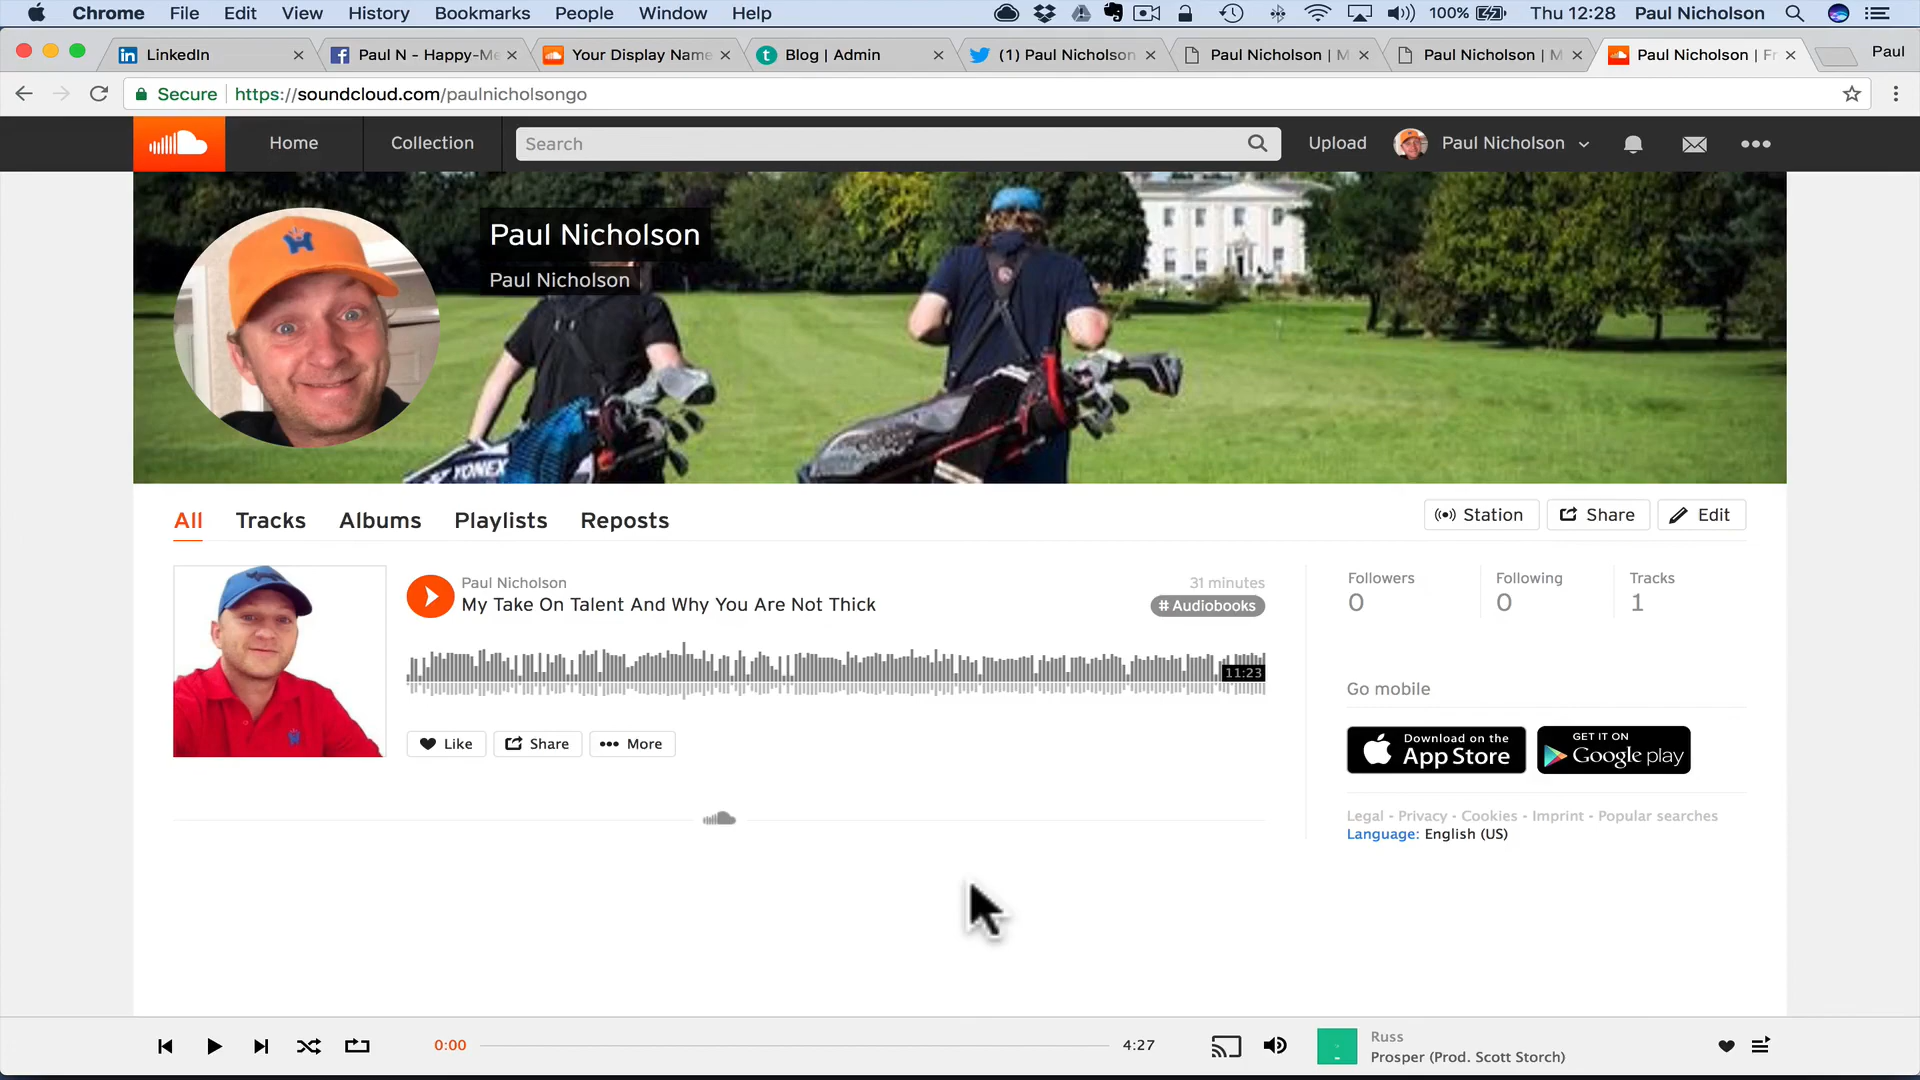 Chrome File Edit View History Bookmarks People Window Help 100% Thu 12:28 Paul Nicholson
LinkedIn Paul N - Happy-Me Your Display Name Blog | Admin (1) Paul Nicholson Paul Nicholson | M Paul Nicholson | M Paul Nicholson | Fr Paul
Secure https://soundcloud.com/paulnicholsongo
Home Collection Search Upload Paul Nicholson
Paul Nicholson
Paul Nicholson
YONEX
All Tracks Albums Playlists Reposts Station Share Edit
Paul Nicholson 31 minutes
My Take On Talent And Why You Are Not Thick # Audiobooks
11:23
Like Share More
Followers Following Tracks
0 0 1
Go mobile
Download on the App Store
GET IT ON Google play
Legal - Privacy - Cookies - Imprint - Popular searches
Language: English (US)
0:00 4:27
Russ
Prosper (Prod. Scott Storch)